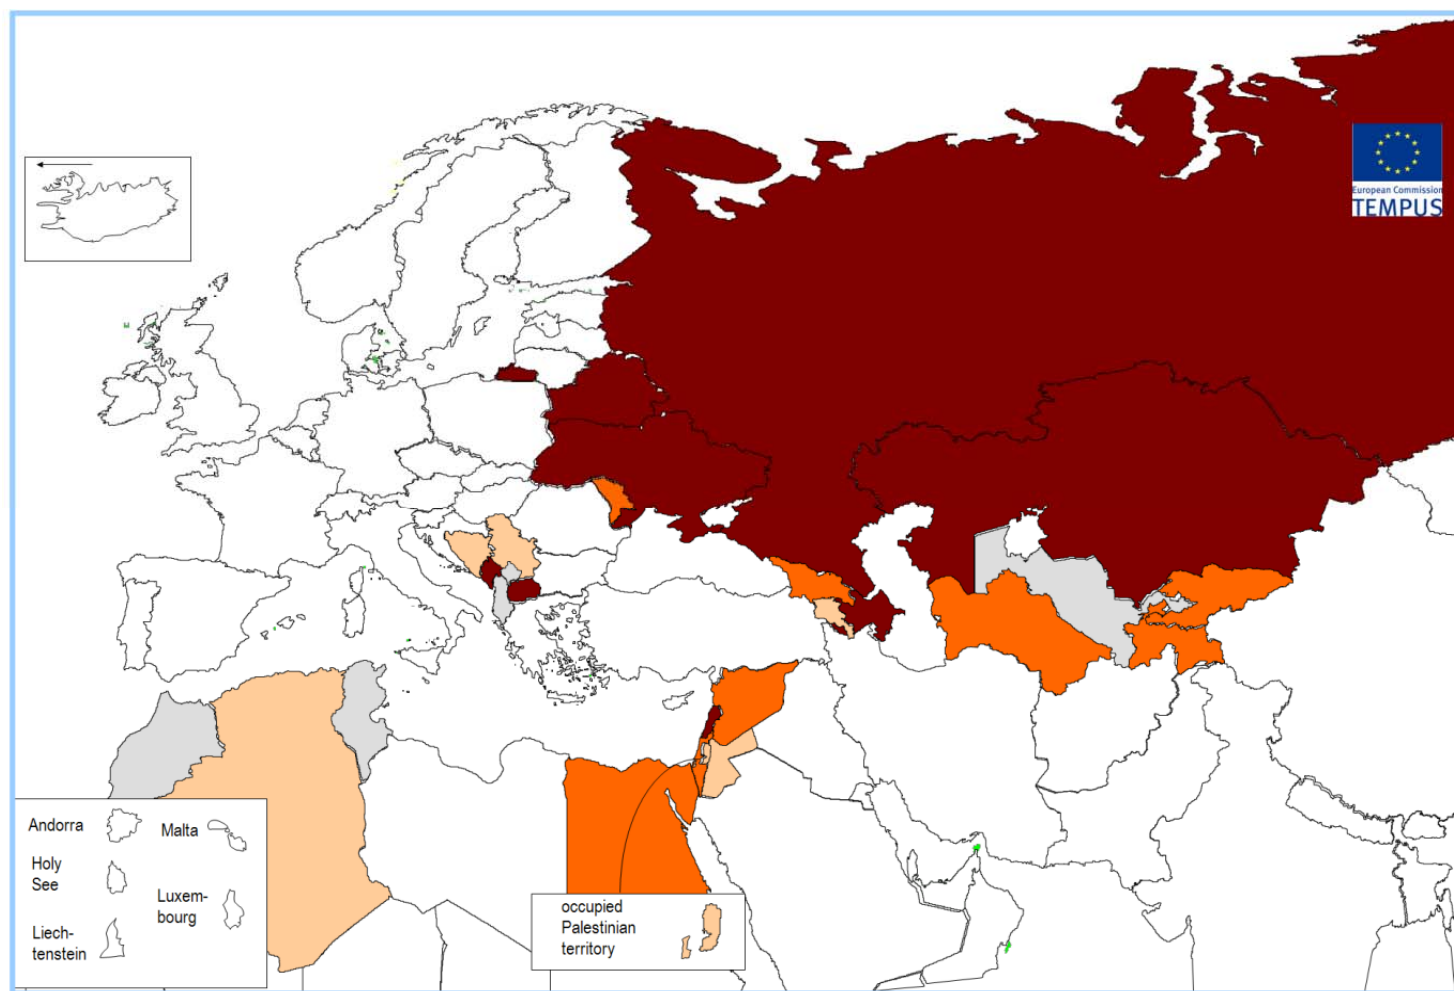 European Commission
TEMPUS
Andorra
Malta
Holy
See
Luxem-
bourg
Liech-
tenstein
occupied
Palestinian
territory